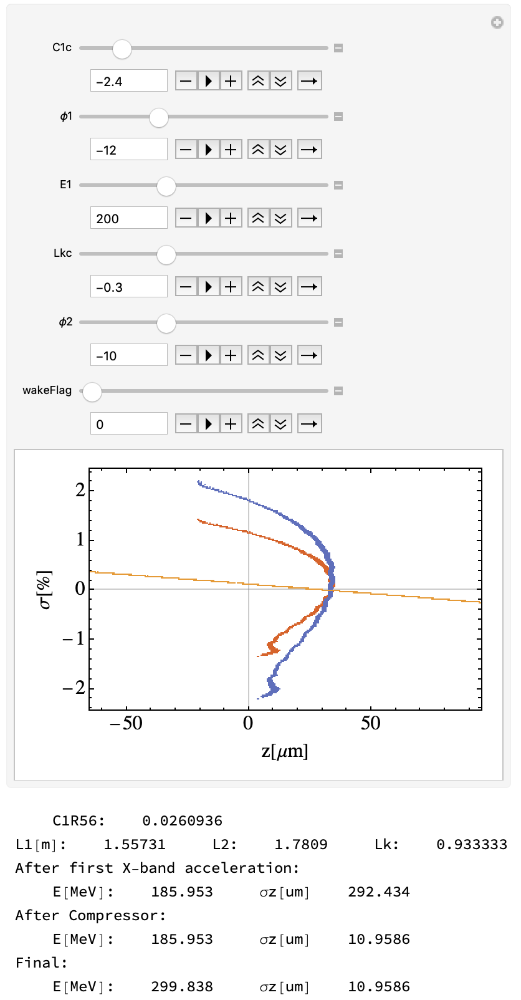 C1c
−2.4
ϕ1
−12
E1
200
Lkc
−0.3
ϕ2
−10
wakeFlag
0
2
1
0
−1
−2
σ[%]
−50 0 50
z[μm]
C1R56: 0.0260936
L1[m]: 1.55731 L2: 1.7809 Lk: 0.933333
After first X-band acceleration:
E[MeV]: 185.953 σz[um] 292.434
After Compressor:
E[MeV]: 185.953 σz[um] 10.9586
Final:
E[MeV]: 299.838 σz[um] 10.9586